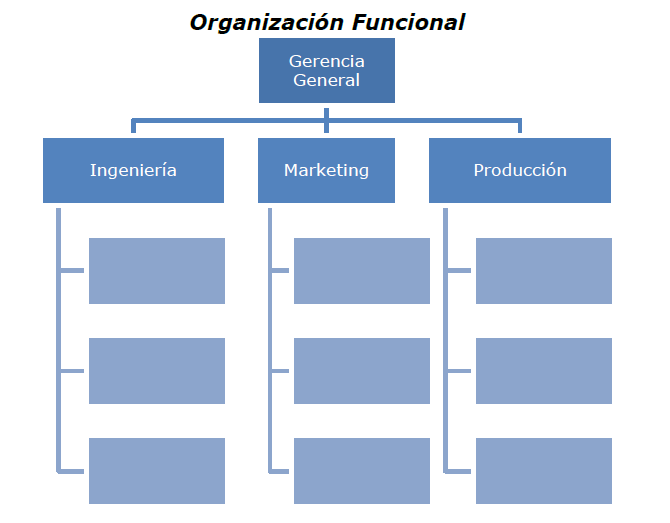 Organización Funcional
Gerencia
General
Ingeniería
Marketing
Producción